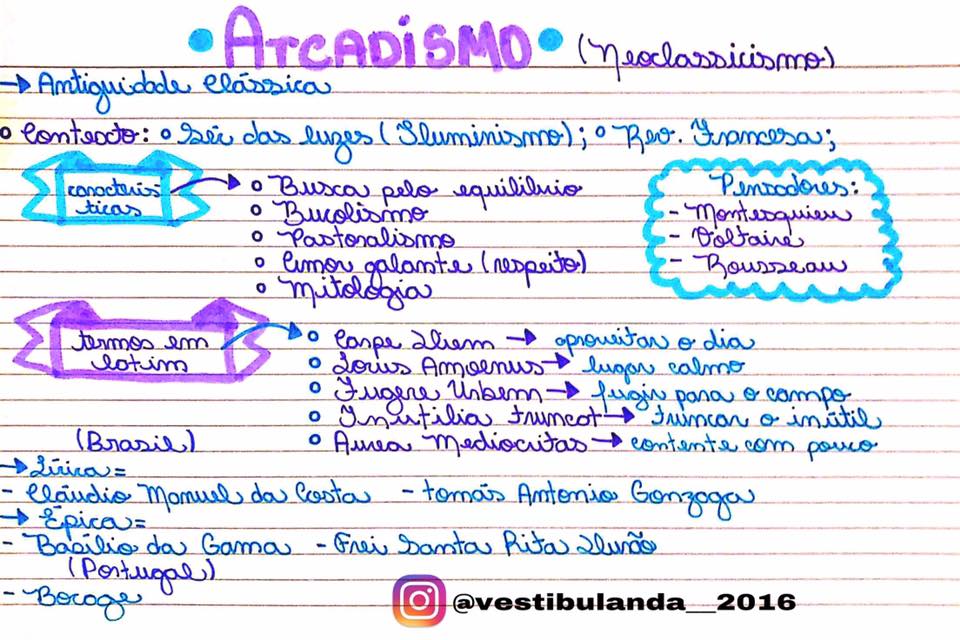 • ARCADISMO • (Neoclassicismo)
→ Antiguidade Clássica
o Contexto: o Séc das luzes (Iluminismo); o Rev. Francesa;
caracterís
ticas
o Busca pelo equilíbrio
o Bucolismo
o Pastoralismo
o Amor galante (respeito)
o Mitologia
Pensadores:
- Montesquieu
- Voltaire
- Rousseau
termos em
latim
o Carpe Diem → aproveitar o dia
o Locus Amoenus → lugar calmo
o Fugere Urbem → fugir para o campo
o Inutilia truncat → truncar o inútil
o Aurea Mediocritas → contente com pouco
(Brasil)
→ Lírica=
- Cláudio Manuel da Costa - tomás Antonio Gonzaga
→ Épica=
- Basílio da Gama - Frei Santa Rita Durão
(Portugal)
- Bocage
@vestibulanda__2016